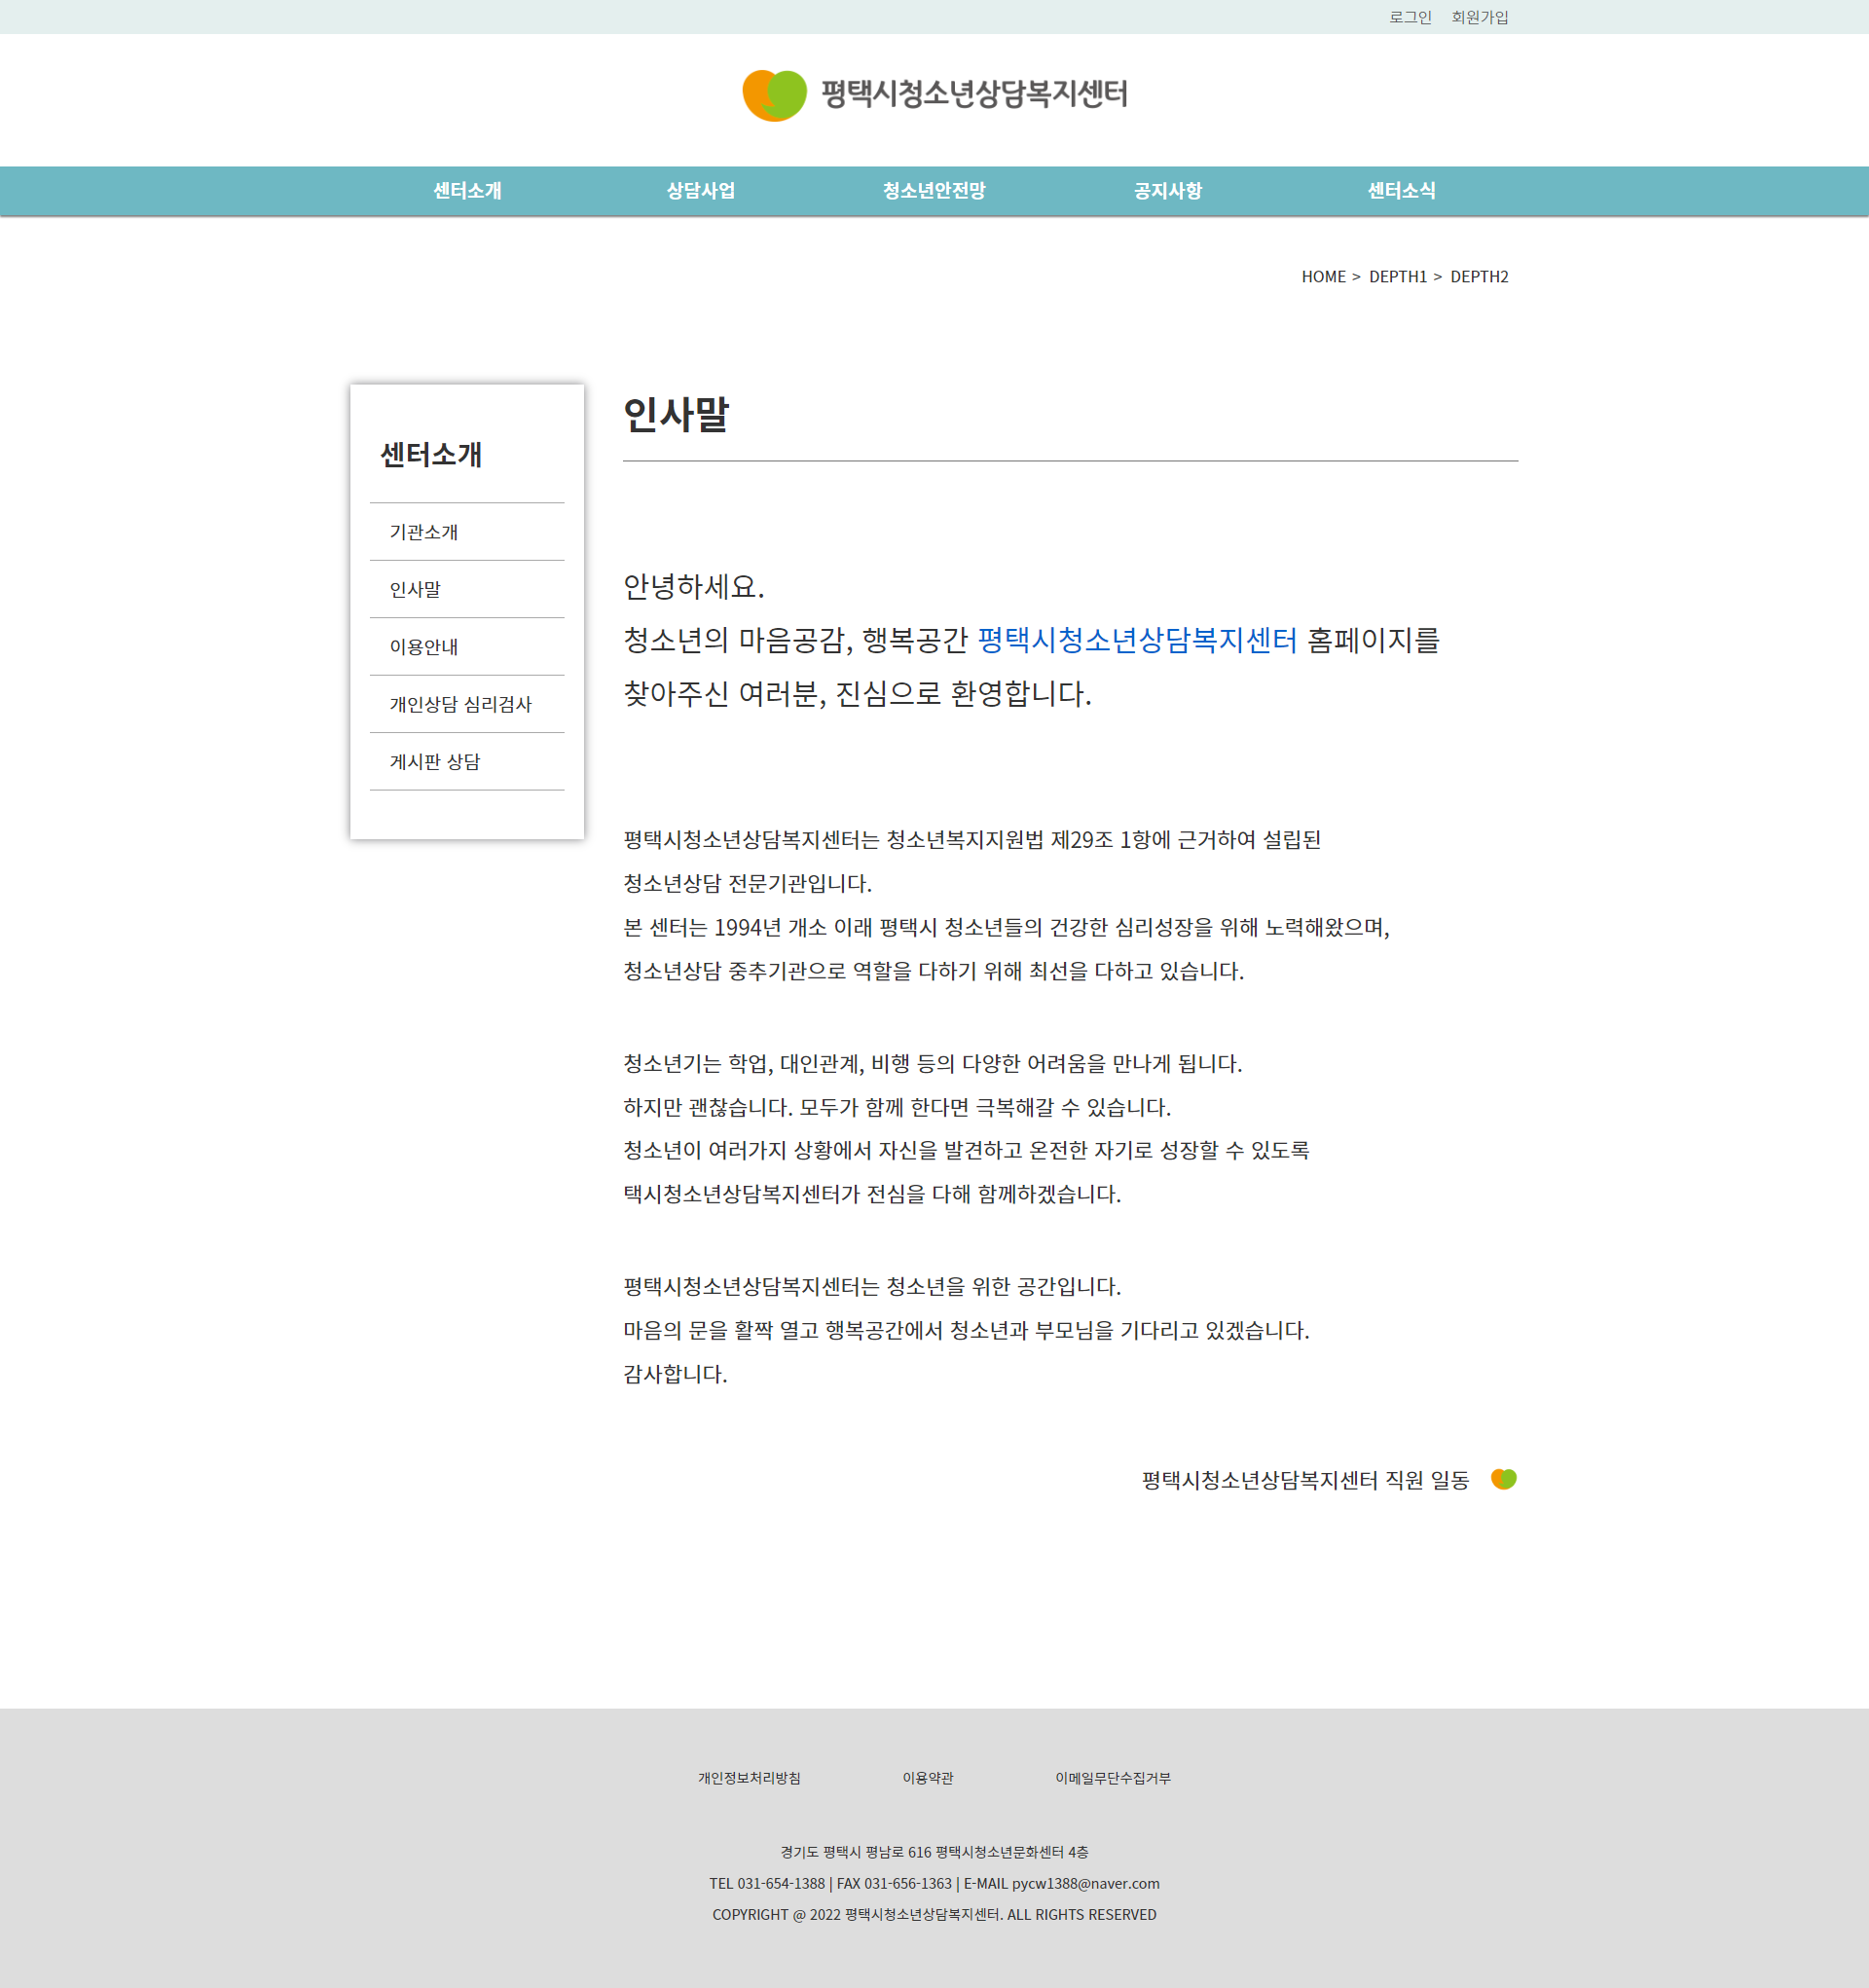 로그인 회원가입
평택시청소년상담복지센터
센터소개 상담사업 청소년안전망 공지사항 센터소식
HOME > DEPTH1 > DEPTH2
센터소개
기관소개
인사말
이용안내
개인상담 심리검사
게시판 상담
인사말
안녕하세요.
청소년의 마음공감, 행복공간 평택시청소년상담복지센터 홈페이지를
찾아주신 여러분, 진심으로 환영합니다.
평택시청소년상담복지센터는 청소년복지지원법 제29조 1항에 근거하여 설립된
청소년상담 전문기관입니다.
본 센터는 1994년 개소 이래 평택시 청소년들의 건강한 심리성장을 위해 노력해왔으며,
청소년상담 중추기관으로 역할을 다하기 위해 최선을 다하고 있습니다.
청소년기는 학업, 대인관계, 비행 등의 다양한 어려움을 만나게 됩니다.
하지만 괜찮습니다. 모두가 함께 한다면 극복해갈 수 있습니다.
청소년이 여러가지 상황에서 자신을 발견하고 온전한 자기로 성장할 수 있도록
택시청소년상담복지센터가 전심을 다해 함께하겠습니다.
평택시청소년상담복지센터는 청소년을 위한 공간입니다.
마음의 문을 활짝 열고 행복공간에서 청소년과 부모님을 기다리고 있겠습니다.
감사합니다.
평택시청소년상담복지센터 직원 일동
개인정보처리방침 이용약관 이메일무단수집거부
경기도 평택시 평남로 616 평택시청소년문화센터 4층
TEL 031-654-1388 | FAX 031-656-1363 | E-MAIL pycw1388@naver.com
COPYRIGHT @ 2022 평택시청소년상담복지센터. ALL RIGHTS RESERVED